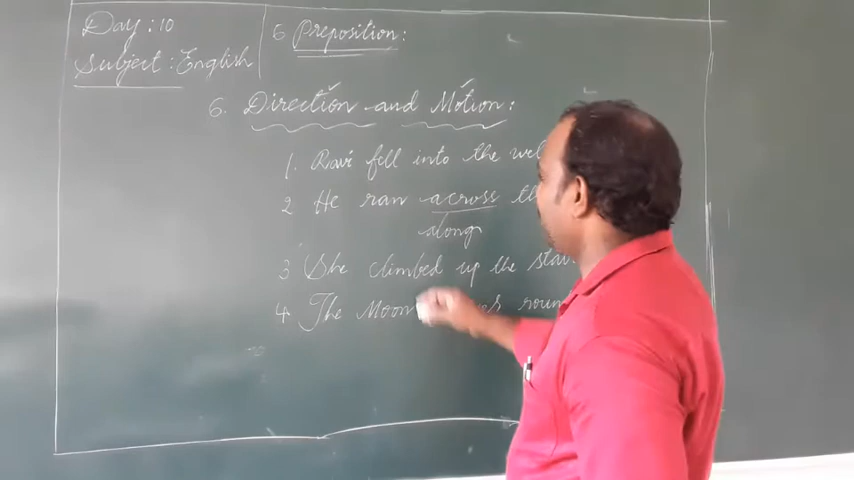 Day : 10
Subject : English
6 Preposition :
6. Direction and Motion :
1. Ravi fell into the
2 He ran across
along
3 She climbed up the
4 The Moon